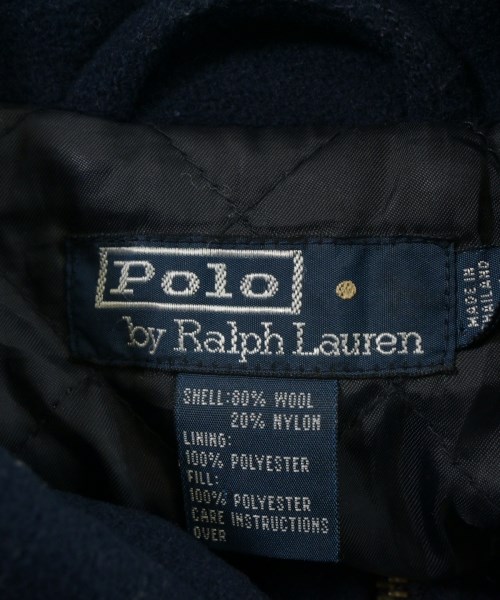 Polo
by Ralph Lauren
MADE IN
THAILAND
SHELL:80% WOOL
20% NYLON
LINING:
100% POLYESTER
FILL:
100% POLYESTER
CARE INSTRUCTIONS
OVER